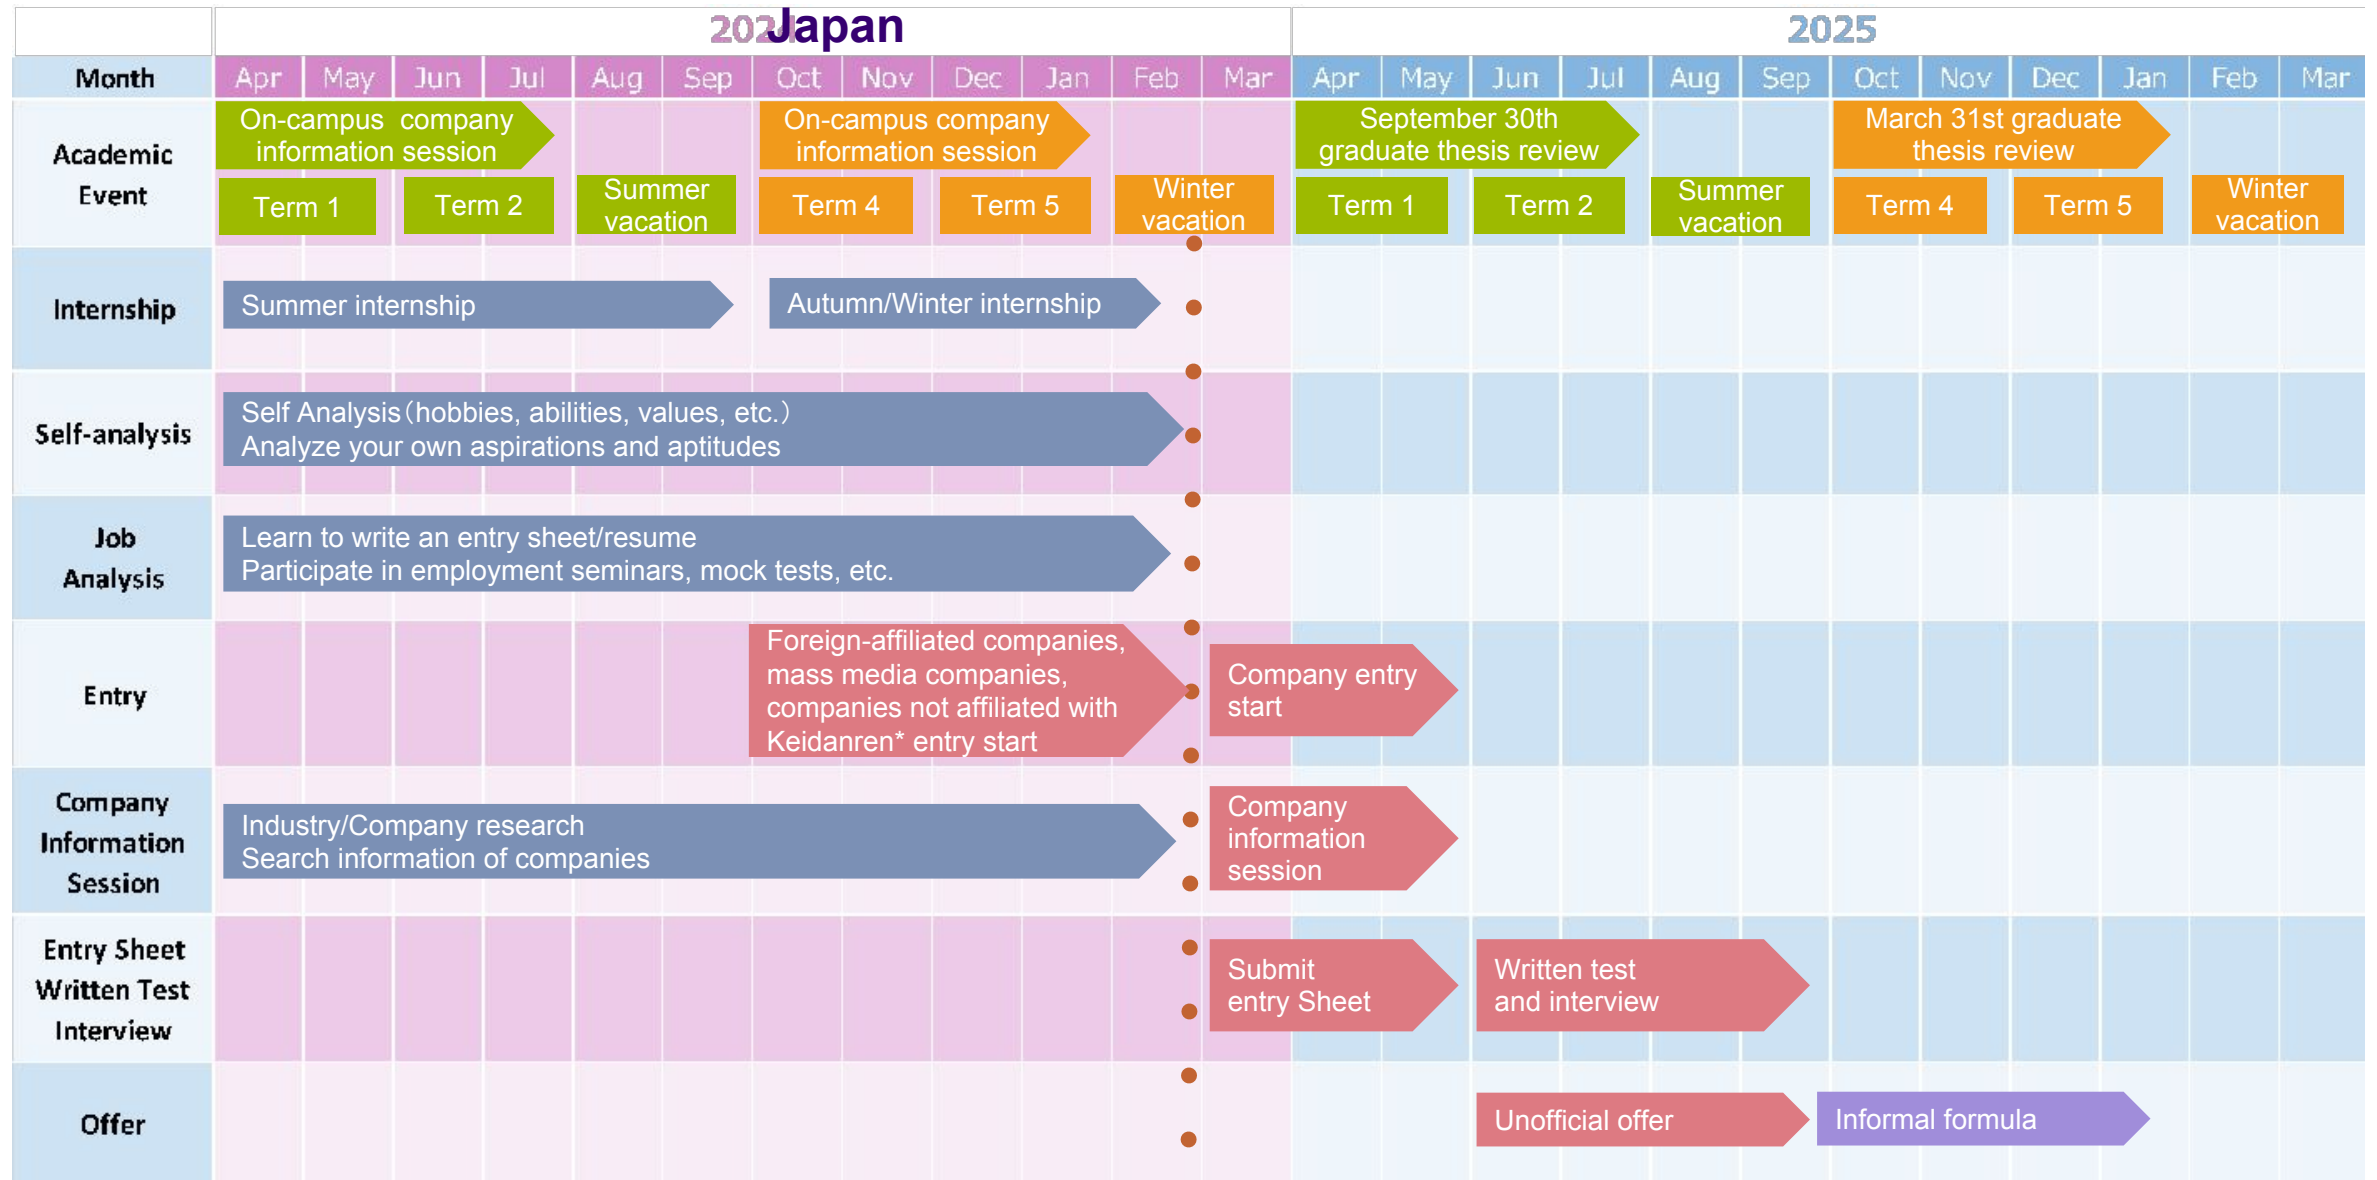 2024
Japan
2025
Month Apr May Jun Jul Aug Sep Oct Nov Dec Jan Feb Mar Apr May Jun Jul Aug Sep Oct Nov Dec Jan Feb Mar
Academic
Event
On-campus company
information session
On-campus company
information session
September 30th
graduate thesis review
March 31st graduate
thesis review
Term 1
Term 2
Summer
vacation
Term 4
Term 5
Winter
vacation
Term 1
Term 2
Summer
vacation
Term 4
Term 5
Winter
vacation
Internship
Summer internship
Autumn/Winter internship
Self-analysis
Self Analysis（hobbies, abilities, values, etc.）
Analyze your own aspirations and aptitudes
Job
Analysis
Learn to write an entry sheet/resume
Participate in employment seminars, mock tests, etc.
Entry
Foreign-affiliated companies,
mass media companies,
companies not affiliated with
Keidanren* entry start
Company entry
start
Company
Information
Session
Industry/Company research
Search information of companies
Company
information
session
Entry Sheet
Written Test
Interview
Submit
entry Sheet
Written test
and interview
Offer
Unofficial offer
Informal formula